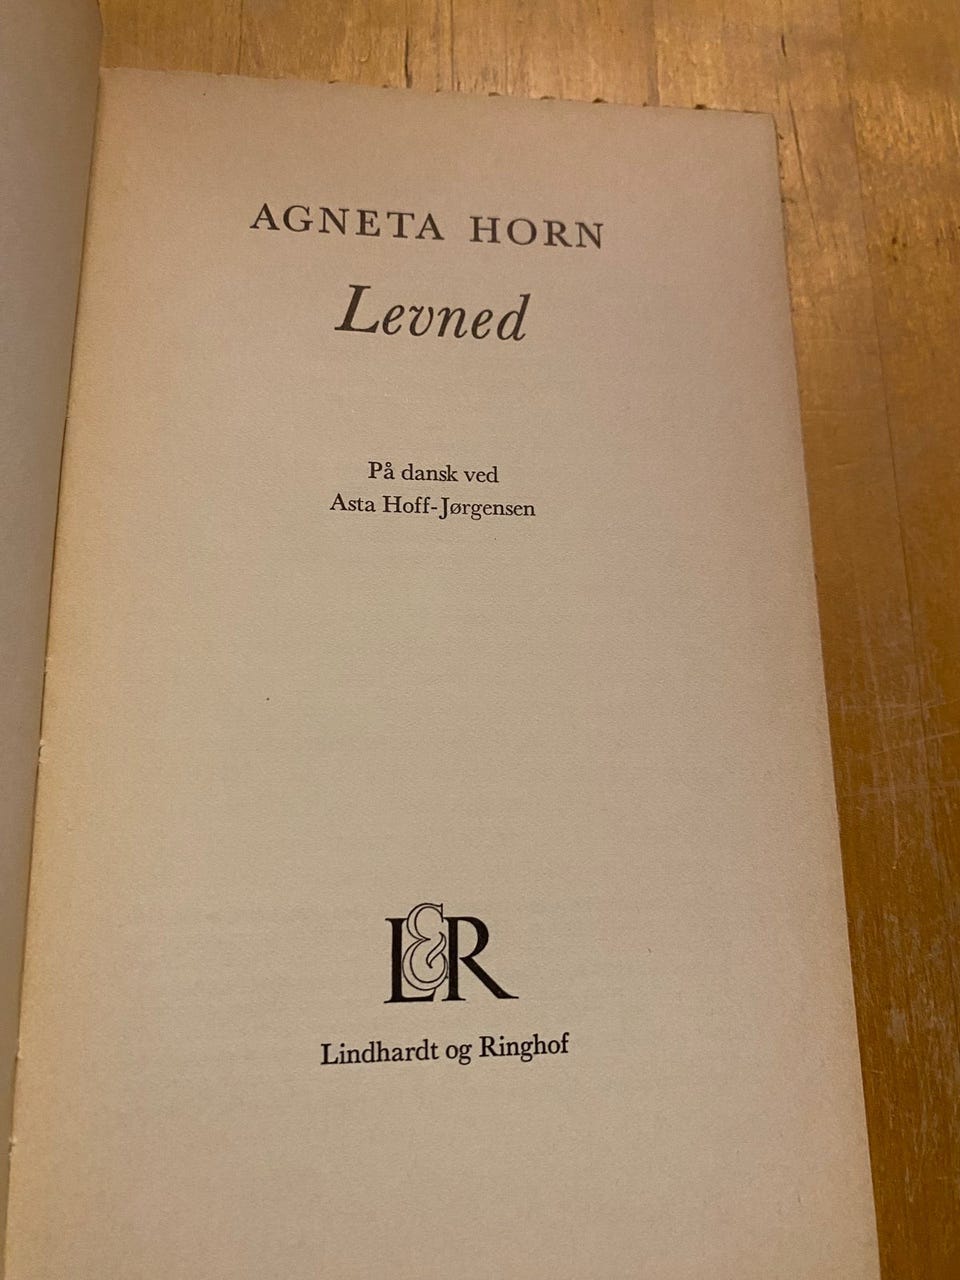 AGNETA HORN
Levned
På dansk ved
Asta Hoff-Jørgensen
L&R
Lindhardt og Ringhof